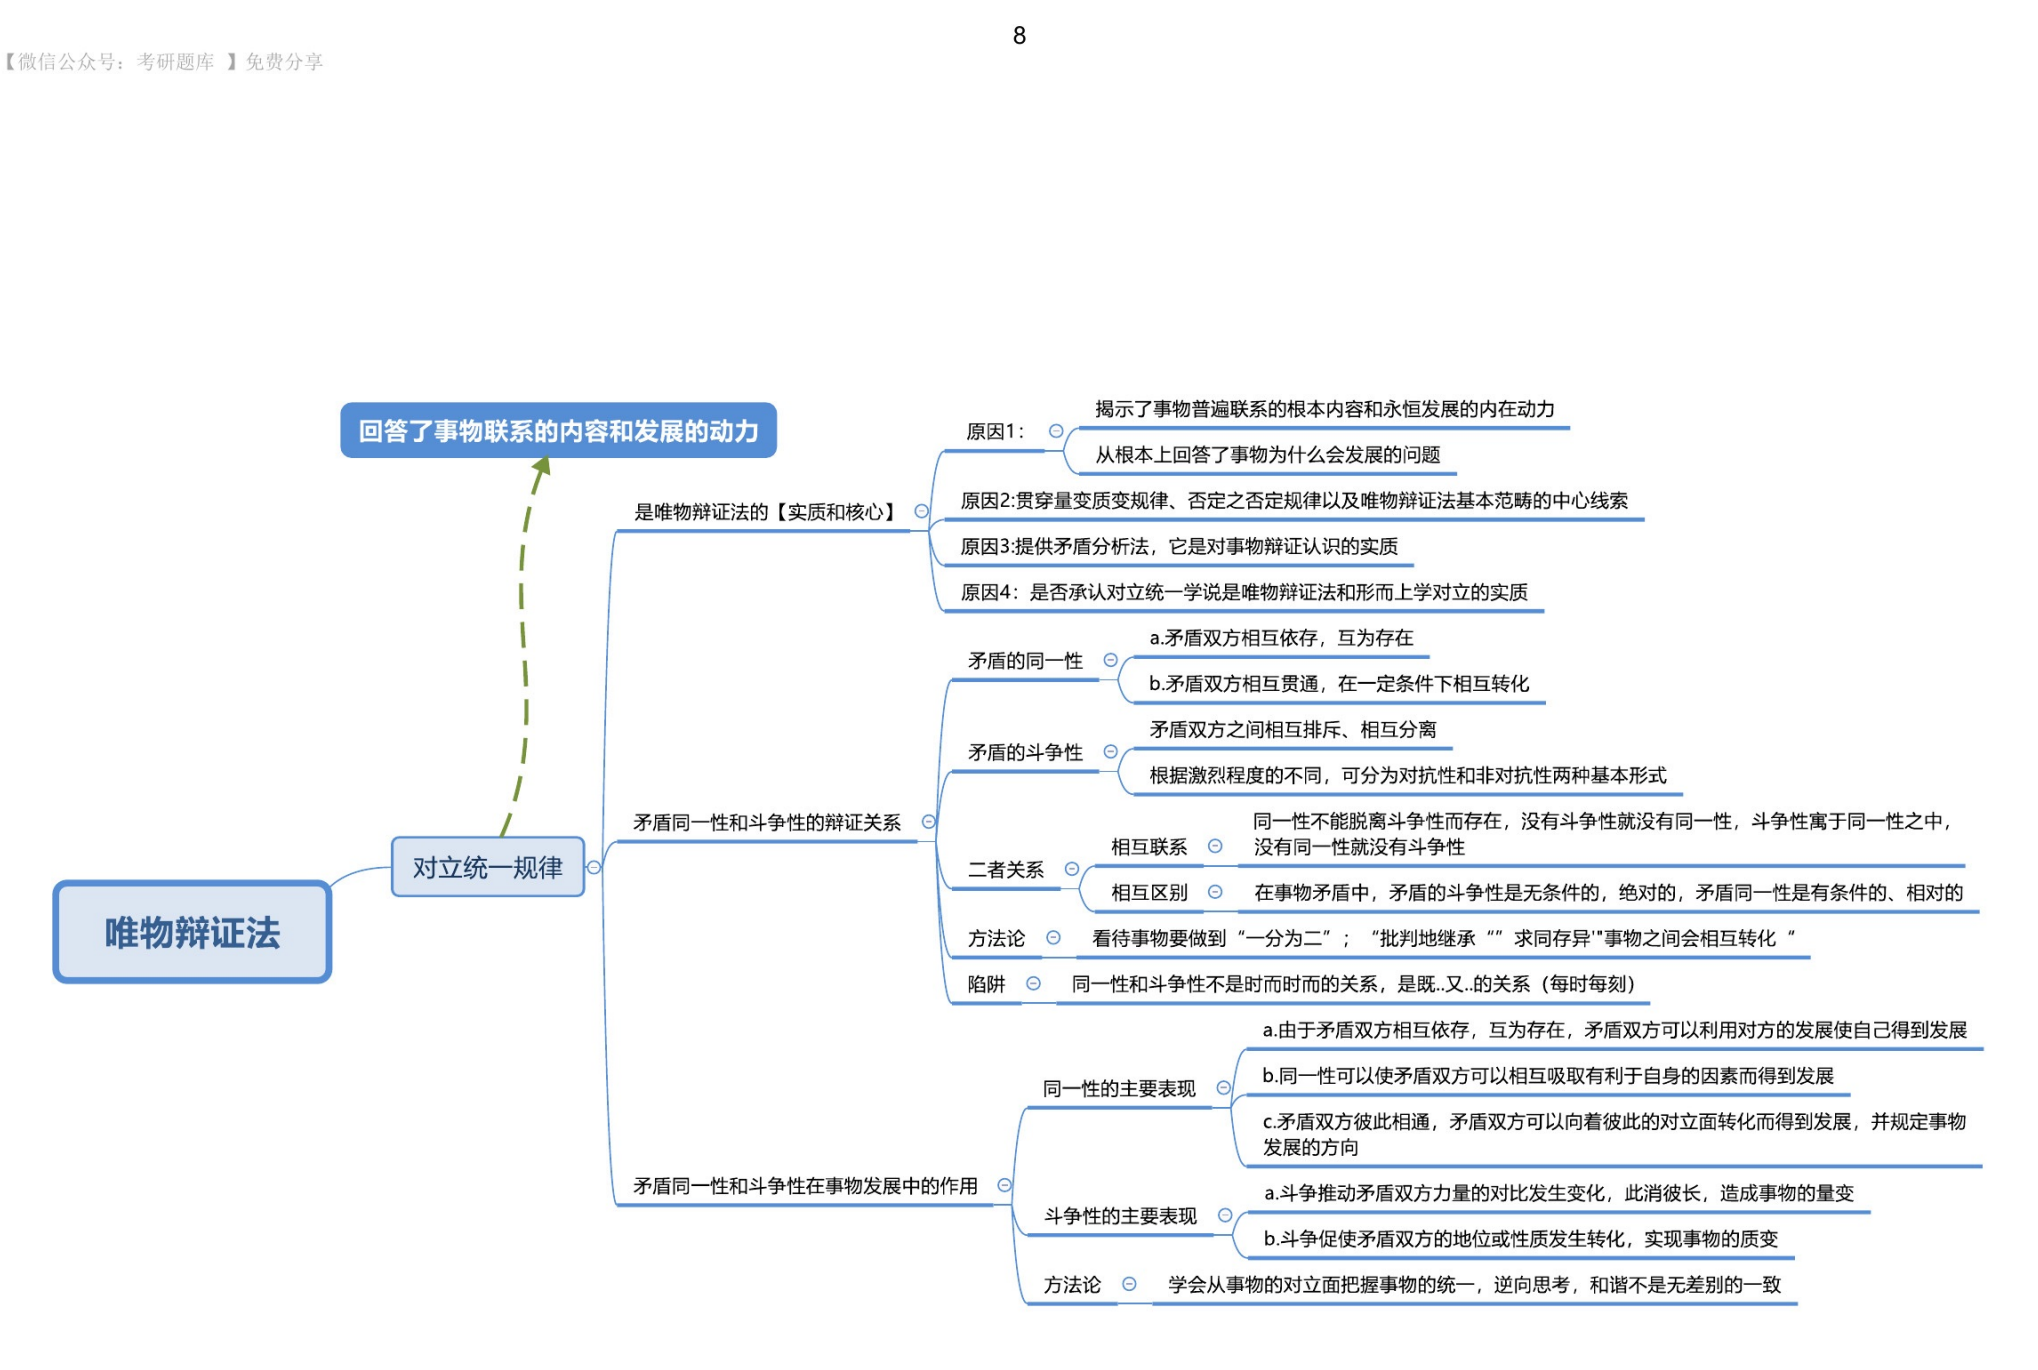 8
【微信公众号：考研题库 】免费分享
回答了事物联系的内容和发展的动力
唯物辩证法
对立统一规律
是唯物辩证法的【实质和核心】
原因1：
揭示了事物普遍联系的根本内容和永恒发展的内在动力
从根本上回答了事物为什么会发展的问题
原因2:贯穿量变质变规律、否定之否定规律以及唯物辩证法基本范畴的中心线索
原因3:提供矛盾分析法，它是对事物辩证认识的实质
原因4：是否承认对立统一学说是唯物辩证法和形而上学对立的实质
矛盾同一性和斗争性的辩证关系
矛盾的同一性
a.矛盾双方相互依存，互为存在
b.矛盾双方相互贯通，在一定条件下相互转化
矛盾的斗争性
矛盾双方之间相互排斥、相互分离
根据激烈程度的不同，可分为对抗性和非对抗性两种基本形式
二者关系
相互联系
同一性不能脱离斗争性而存在，没有斗争性就没有同一性，斗争性寓于同一性之中，
没有同一性就没有斗争性
相互区别
在事物矛盾中，矛盾的斗争性是无条件的，绝对的，矛盾同一性是有条件的、相对的
方法论
看待事物要做到“一分为二”；“批判地继承“”求同存异'"事物之间会相互转化“
陷阱
同一性和斗争性不是时而时而的关系，是既..又..的关系（每时每刻）
矛盾同一性和斗争性在事物发展中的作用
同一性的主要表现
a.由于矛盾双方相互依存，互为存在，矛盾双方可以利用对方的发展使自己得到发展
b.同一性可以使矛盾双方可以相互吸取有利于自身的因素而得到发展
c.矛盾双方彼此相通，矛盾双方可以向着彼此的对立面转化而得到发展，并规定事物
发展的方向
斗争性的主要表现
a.斗争推动矛盾双方力量的对比发生变化，此消彼长，造成事物的量变
b.斗争促使矛盾双方的地位或性质发生转化，实现事物的质变
方法论
学会从事物的对立面把握事物的统一，逆向思考，和谐不是无差别的一致